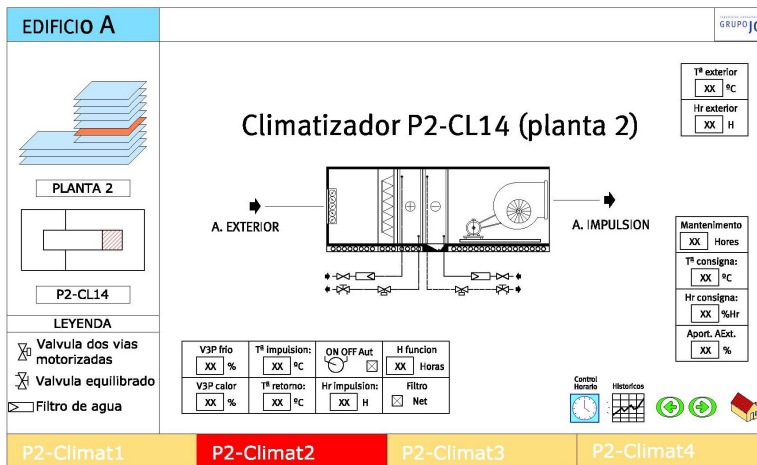 EDIFICIO A
GRUPO
Tª exterior
XX ºC
Hr exterior
XX H
Climatizador P2-CL14 (planta 2)
PLANTA 2
A. EXTERIOR
A. IMPULSION
P2-CL14
LEYENDA
Valvula dos vias
motorizadas
Valvula equilibrado
Filtro de agua
Mantenimento
XX Hores
Tª consigna:
XX ºC
Hr consigna:
XX %Hr
Aport. AExt.
XX %
V3P frio
XX %
Tª impulsion:
XX ºC
ON OFF Aut
H funcion
XX Horas
V3P calor
XX %
Tª retorno:
XX ºC
Hr impulsion:
XX H
Filtro
Net
Control
Horario
Historicos
P2-Climat1
P2-Climat2
P2-Climat3
P2-Climat4